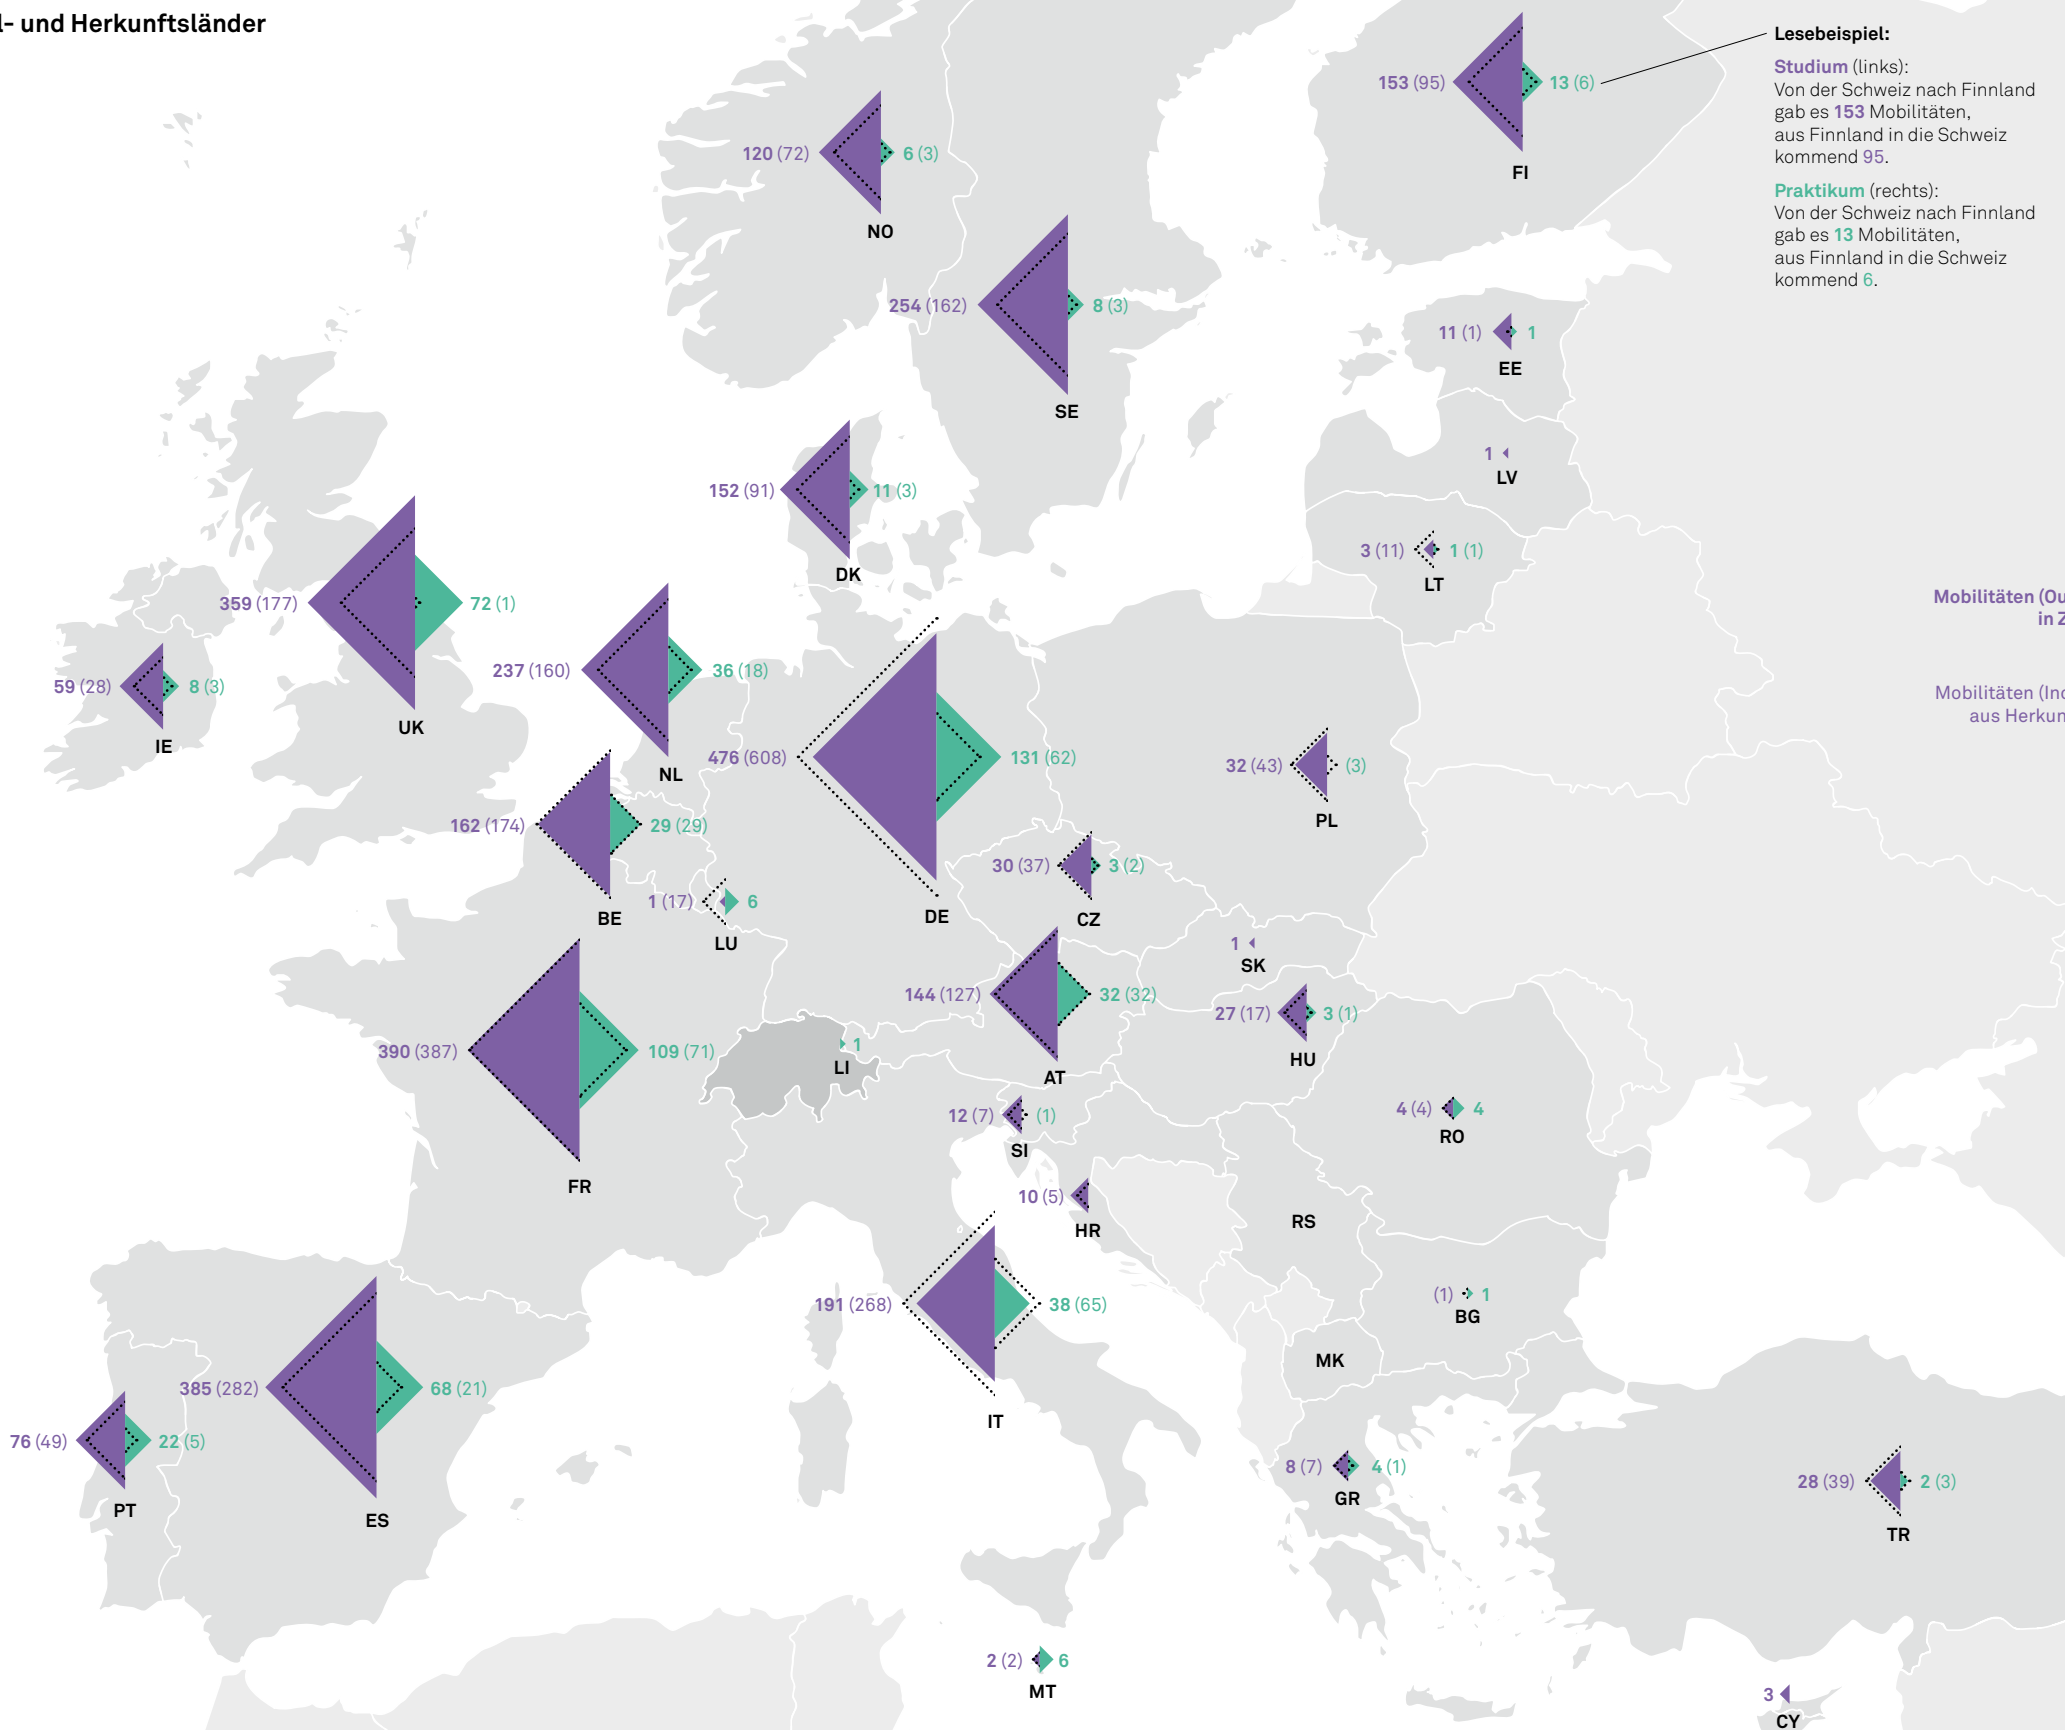 - und Herkunftsländer
Lesebeispiel:
Studium (links):
Von der Schweiz nach Finnland
gab es 153 Mobilitäten,
aus Finnland in die Schweiz
kommend 95.
Praktikum (rechts):
Von der Schweiz nach Finnland
gab es 13 Mobilitäten,
aus Finnland in die Schweiz
kommend 6.
153 (95) 13 (6)
FI
120 (72) 6 (3)
NO
254 (162) 8 (3)
SE
11 (1) 1
EE
1
LV
152 (91) 11 (3)
DK
3 (11) 1 (1)
LT
359 (177) 72 (1)
UK
59 (28) 8 (3)
IE
237 (160) 36 (18)
NL
Mobilitäten (Ou
in Z
Mobilitäten (Inc
aus Herkun
476 (608) 131 (62)
DE
32 (43) (3)
PL
162 (174) 29 (29)
BE
30 (37) 3 (2)
CZ
1 (17) 6
LU
1
SK
144 (127) 32 (32)
AT
27 (17) 3 (1)
HU
390 (387) 109 (71)
FR
1
LI
12 (7) (1)
SI
4 (4) 4
RO
10 (5)
HR
RS
191 (268) 38 (65)
IT
(1) 1
BG
MK
385 (282) 68 (21)
ES
76 (49) 22 (5)
PT
8 (7) 4 (1)
GR
28 (39) 2 (3)
TR
2 (2) 6
MT
3
CY